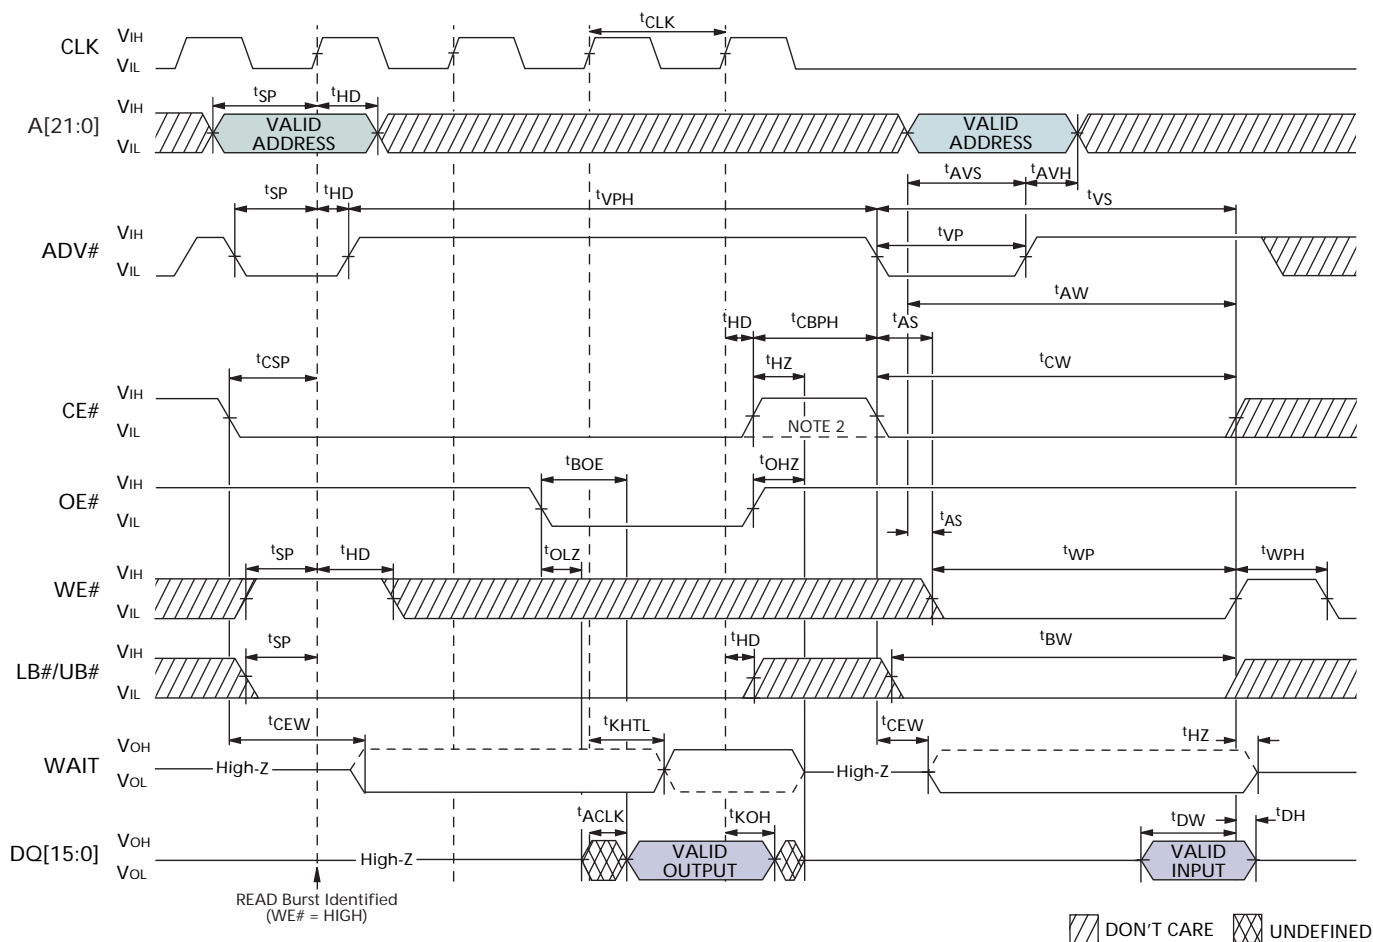 tCLK
CLK
VIH
VIL
tSP
tHD
A[21:0]
VIH
VIL
VALID
ADDRESS
VALID
ADDRESS
tAVS
tAVH
tSP
tHD
tVPH
tVS
ADV#
VIH
VIL
tVP
tAW
tHD
tCBPH
tAS
tCSP
tHZ
tCW
CE#
VIH
VIL
NOTE 2
tBOE
tOHZ
OE#
VIH
VIL
tAS
tSP
tHD
tOLZ
tWP
tWPH
WE#
VIH
VIL
tSP
tHD
tBW
LB#/UB#
VIH
VIL
tCEW
tKHTL
tCEW
tHZ
WAIT
VOH
VOL
High-Z
High-Z
tACLK
tKOH
tDW
tDH
DQ[15:0]
VOH
VOL
High-Z
VALID
OUTPUT
VALID
INPUT
READ Burst Identified
(WE# = HIGH)
DON'T CARE
UNDEFINED